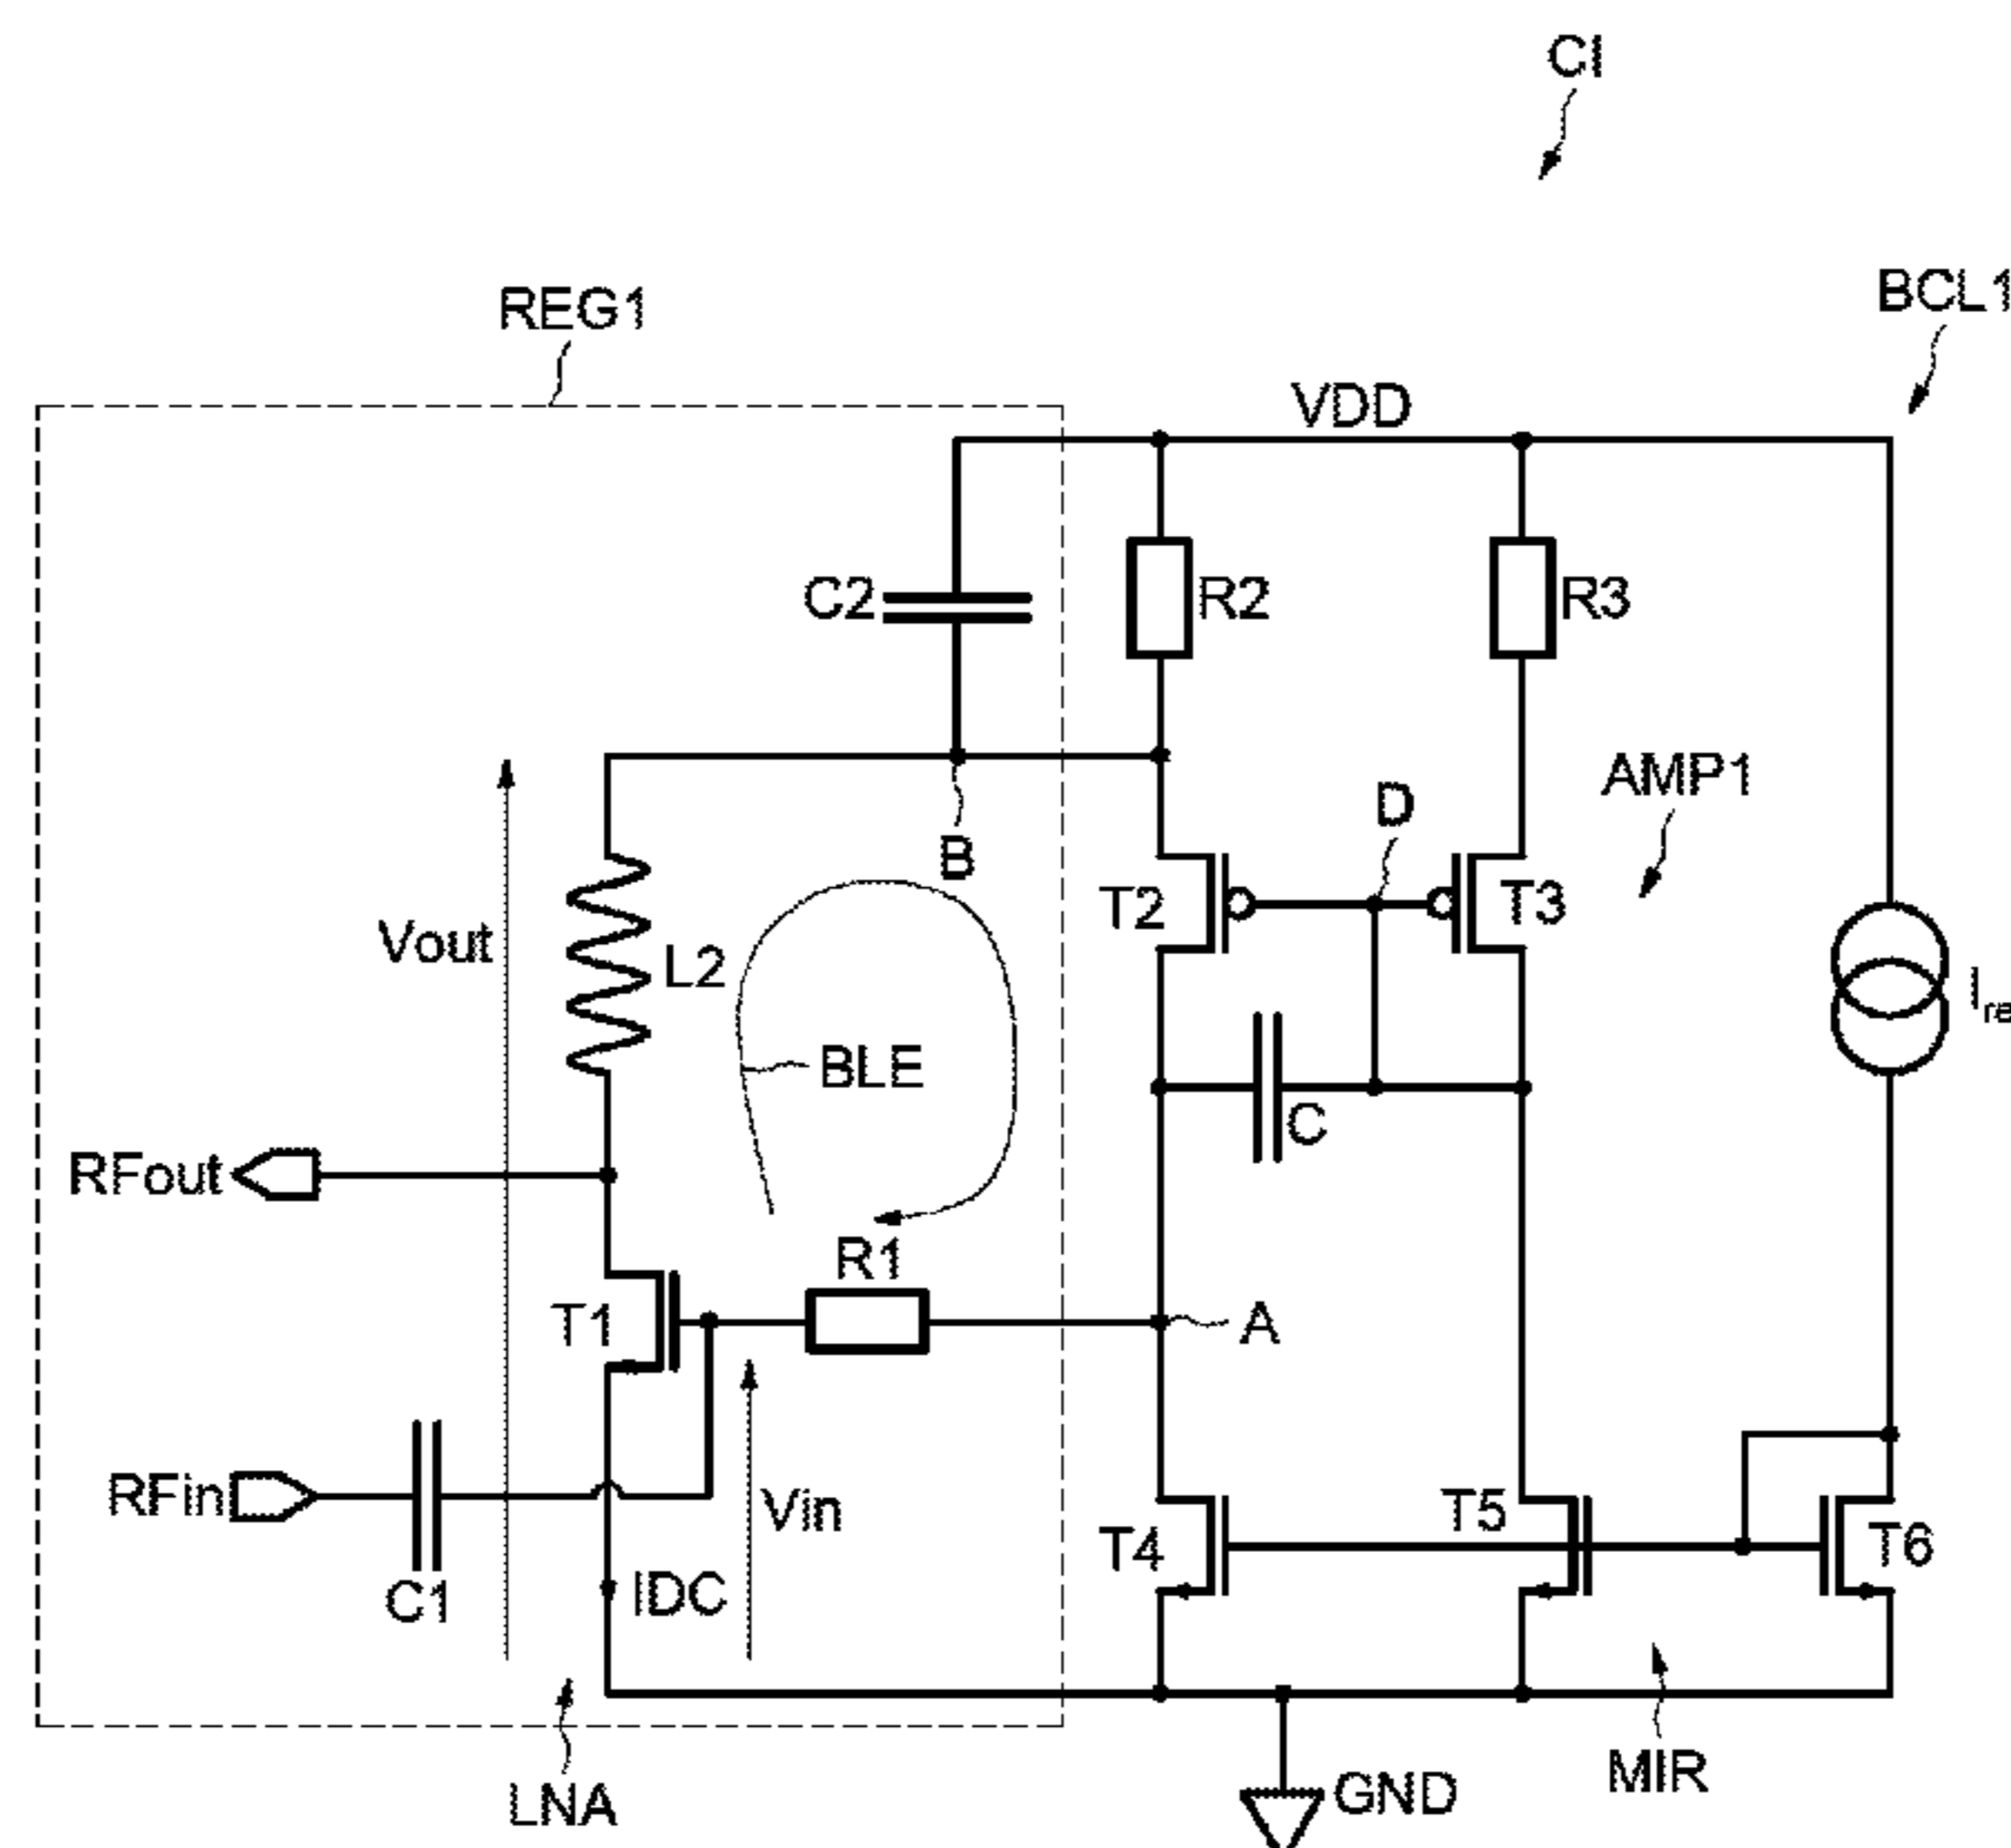 CI
REG1
BCL1
VDD
C2
R2
R3
AMP1
D
B
T2
T3
Vout
L2
BLE
C
RFout
R1
T1
A
RFin
Vin
T4
T5
T6
C1
IDC
MIR
LNA
GND